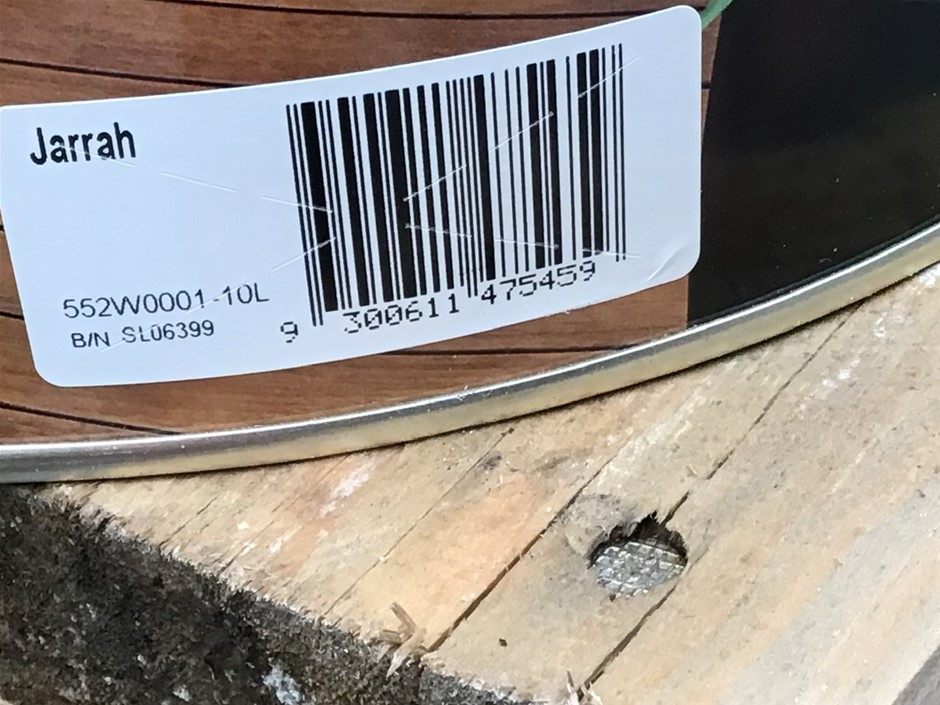 Jarrah
552W0001-10L
B/N SL06399
9 300611 475459